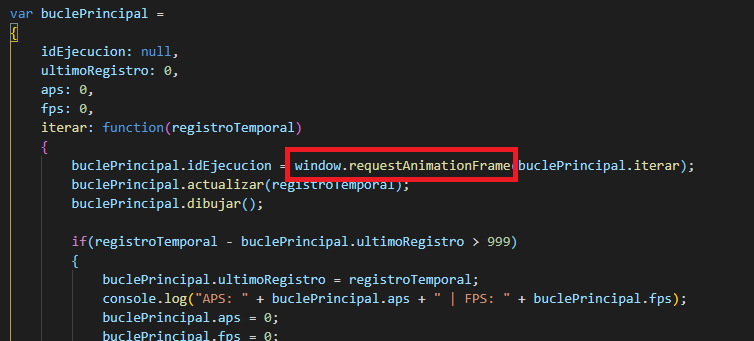 var buclePrincipal =
{
idEjecucion: null,
ultimoRegistro: 0,
aps: 0,
fps: 0,
iterar: function(registroTemporal)
{
buclePrincipal.idEjecucion = window.requestAnimationFrame(buclePrincipal.iterar);
buclePrincipal.actualizar(registroTemporal);
buclePrincipal.dibujar();
if(registroTemporal - buclePrincipal.ultimoRegistro > 999)
{
buclePrincipal.ultimoRegistro = registroTemporal;
console.log("APS: " + buclePrincipal.aps + " | FPS: " + buclePrincipal.fps);
buclePrincipal.aps = 0;
buclePrincipal.fps = 0;